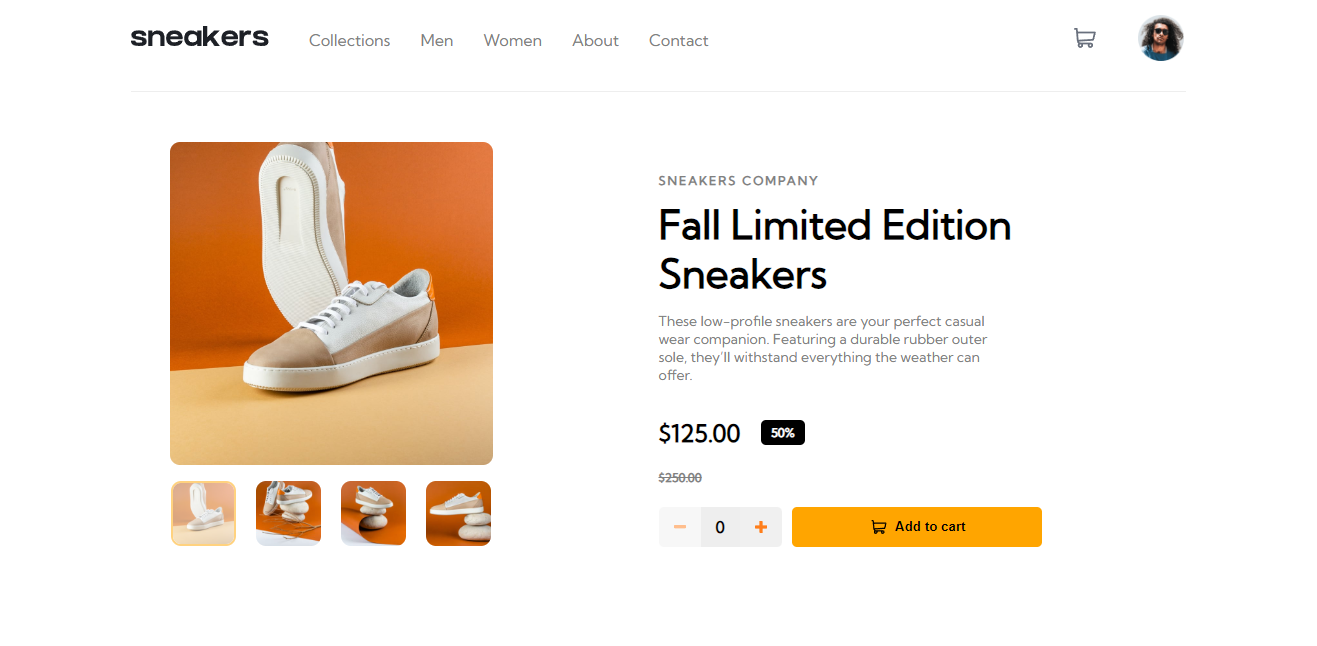 sneakers Collections Men Women About Contact
SNEAKERS COMPANY
Fall Limited Edition
Sneakers
These low-profile sneakers are your perfect casual
wear companion. Featuring a durable rubber outer
sole, they'll withstand everything the weather can
offer.
$125.00 50%
$250.00
− 0 + Add to cart